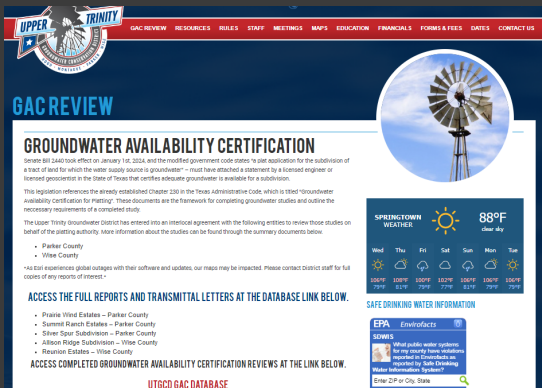 UPPER TRINITY
GROUNDWATER CONSERVATION DISTRICT
GAC REVIEW RESOURCES RULES STAFF MEETINGS MAPS EDUCATION FINANCIALS FORMS & FEES DATES CONTACT US
GAC REVIEW
GROUNDWATER AVAILABILITY CERTIFICATION
Senate Bill 2440 took effect on January 1st, 2024, and the modified government code states "a plat application for the subdivision of
a tract of land for which the water supply source is groundwater" – must have attached a statement by a licensed engineer or
licensed geoscientist in the State of Texas that certifies adequate groundwater is available for a subdivision.
This legislation references the already established Chapter 230 in the Texas Administrative Code, which is titled "Groundwater
Availability Certification for Platting". These documents are the framework for completing groundwater studies and outline the
necessary requirements of a completed study.
The Upper Trinity Groundwater District has entered into an interlocal agreement with the following entities to review those studies on
behalf of the platting authority. More information about the studies can be found through the summary documents below.
• Parker County
• Wise County
*As Esri experiences global outages with their software and updates, our maps may be impacted. Please contact District staff for full
copies of any reports of interest.*
ACCESS THE FULL REPORTS AND TRANSMITTAL LETTERS AT THE DATABASE LINK BELOW.
• Prairie Wind Estates – Parker County
• Summit Ranch Estates – Parker County
• Silver Spur Subdivision – Parker County
• Allison Ridge Subdivision – Wise County
• Reunion Estates – Wise County
ACCESS COMPLETED GROUNDWATER AVAILABILITY CERTIFICATION REVIEWS AT THE LINK BELOW.
UTGCD GAC DATABASE
SPRINGTOWN
WEATHER
88°F
clear sky
Wed Thu Fri Sat Sun Mon Tue
106°F 108°F 100°F 102°F 106°F 106°F 106°F
79°F 81°F 79°F 77°F 81°F 79°F 79°F
SAFE DRINKING WATER INFORMATION
EPA Envirofacts
SDWIS
What public water systems
for my county have violations
reported in Envirofacts as
reported by Safe Drinking
Water Information System?
Enter ZIP or City, State